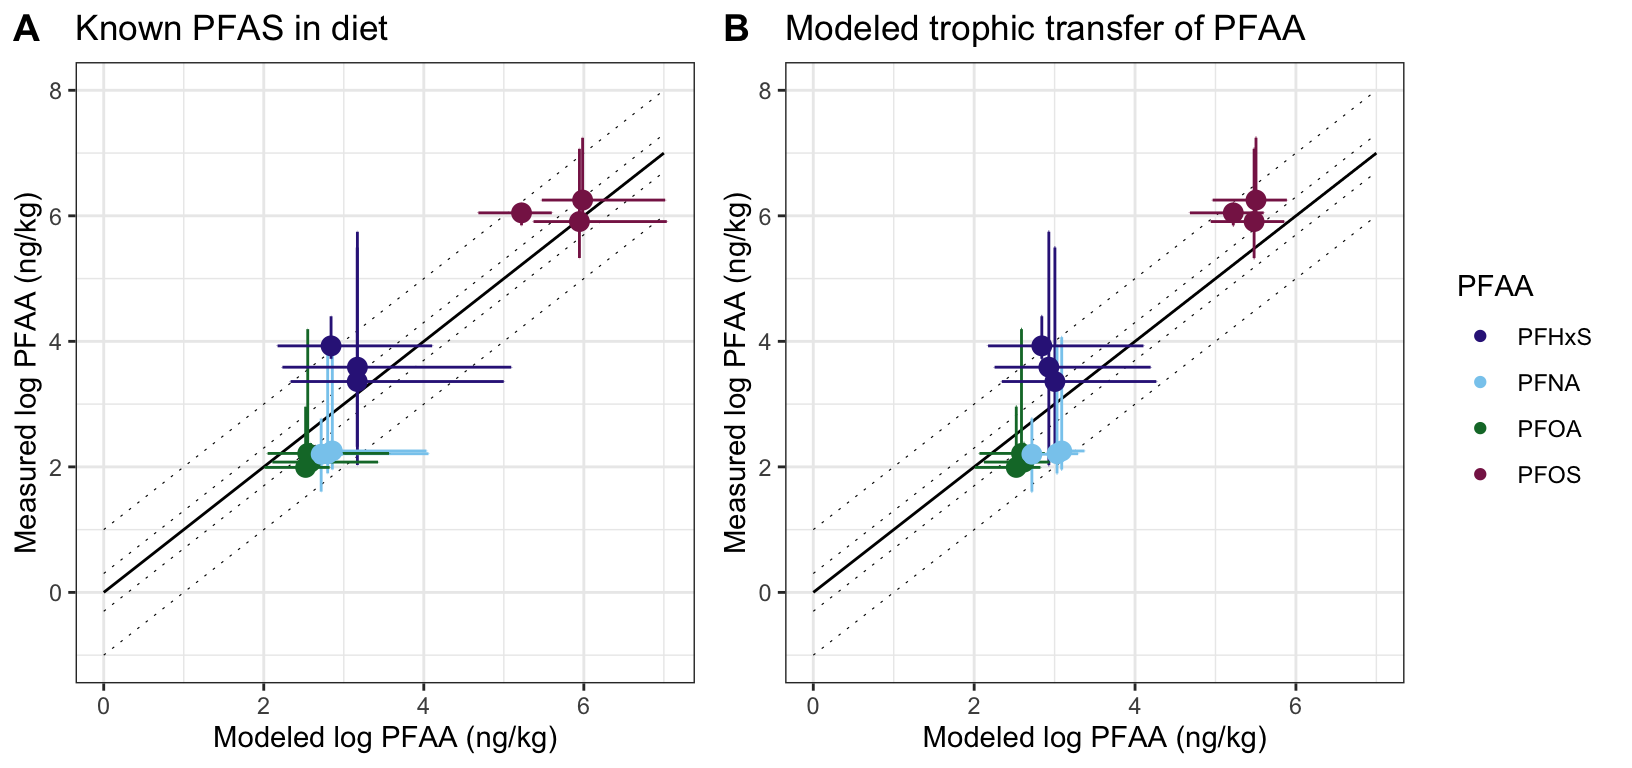 A Known PFAS in diet
8
6
4
2
0
0 2 4 6
Modeled log PFAA (ng/kg)
Measured log PFAA (ng/kg)
B Modeled trophic transfer of PFAA
8
6
4
2
0
0 2 4 6
Modeled log PFAA (ng/kg)
Measured log PFAA (ng/kg)
PFAA
PFHxS
PFNA
PFOA
PFOS